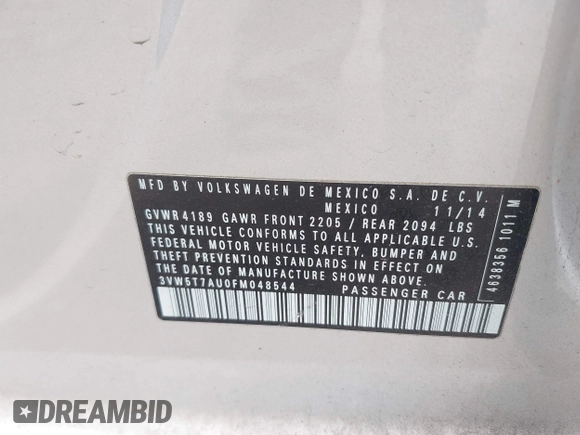 MFD BY VOLKSWAGEN DE MEXICO S.A. DE C.V.
MEXICO 11/14
GVWR 4189 GAWR FRONT 2205 / REAR 2094 LBS
THIS VEHICLE CONFORMS TO ALL APPLICABLE U.S.
FEDERAL MOTOR VEHICLE SAFETY, BUMPER AND
THEFT PREVENTION STANDARDS IN EFFECT ON
THE DATE OF MANUFACTURE SHOWN ABOVE.
3VW5T7AU0FM048544 PASSENGER CAR
4638356 1011 M
DREAMBID